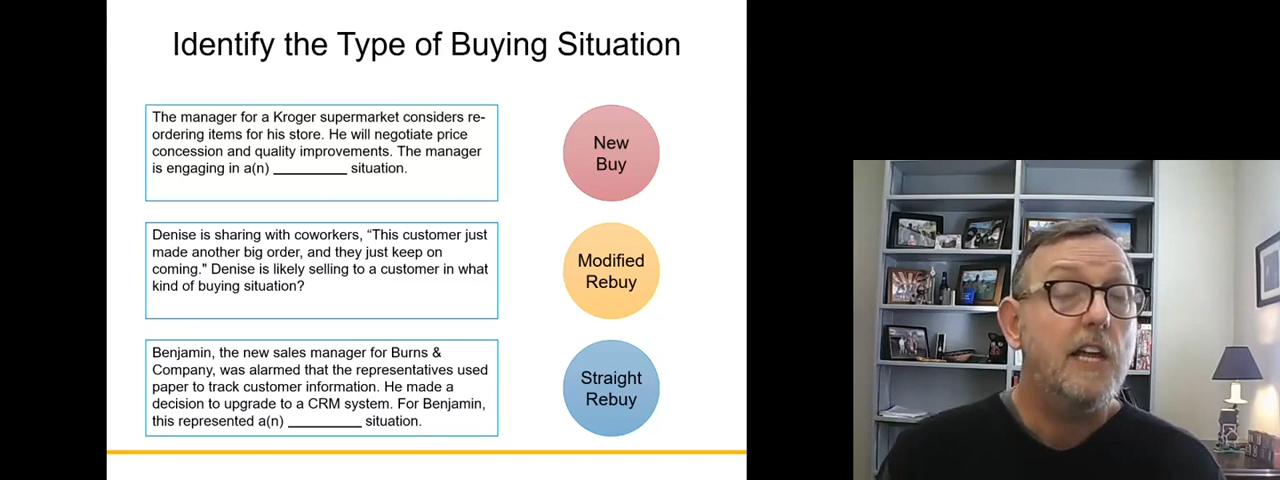 Identify the Type of Buying Situation
The manager for a Kroger supermarket considers re-
ordering items for his store. He will negotiate price
concession and quality improvements. The manager
is engaging in a(n) __________ situation.
New
Buy
Denise is sharing with coworkers, “This customer just
made another big order, and they just keep on
coming." Denise is likely selling to a customer in what
kind of buying situation?
Modified
Rebuy
Benjamin, the new sales manager for Burns &
Company, was alarmed that the representatives used
paper to track customer information. He made a
decision to upgrade to a CRM system. For Benjamin,
this represented a(n) __________ situation.
Straight
Rebuy